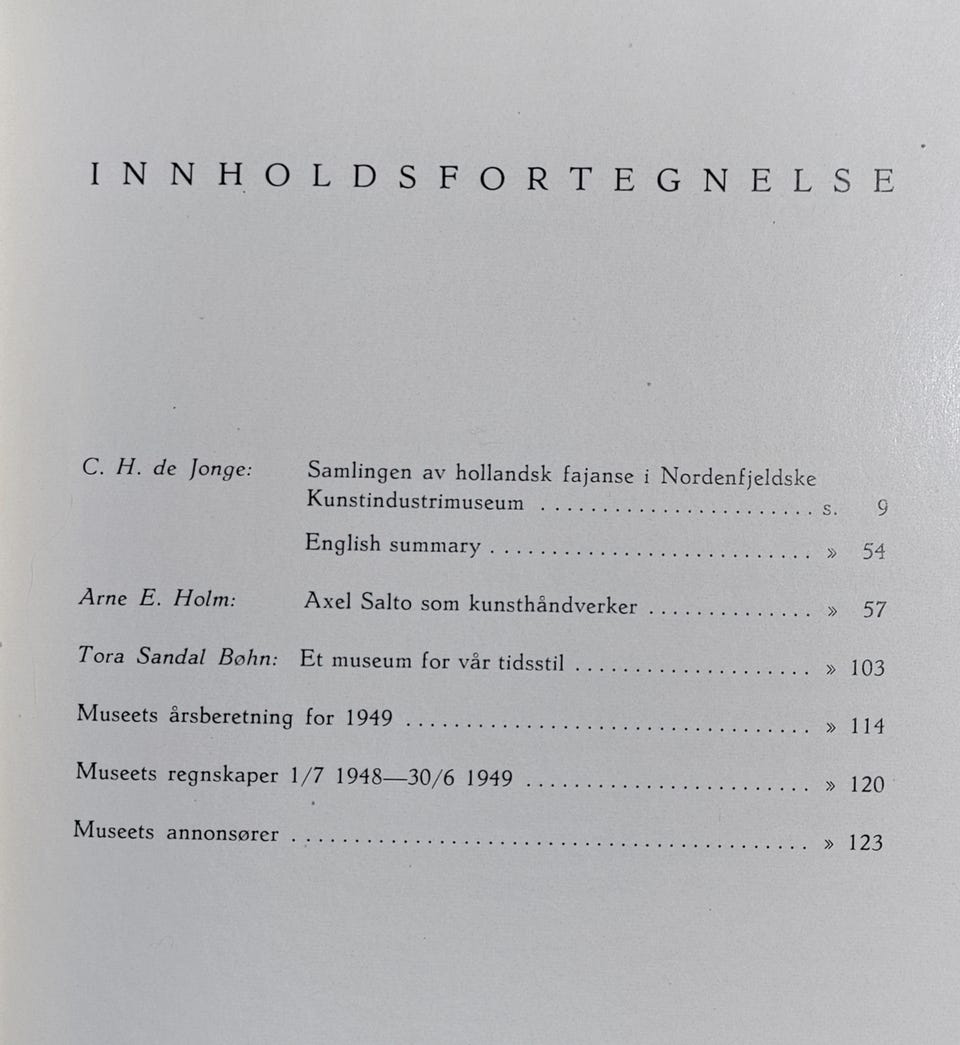 INNHOLDSFORTEGNELSE
C. H. de Jonge: Samlingen av hollandsk fajanse i Nordenfjeldske
Kunstindustrimuseum ....................... s. 9
English summary .......................... » 54
Arne E. Holm: Axel Salto som kunsthåndverker .............. » 57
Tora Sandal Bøhn: Et museum for vår tidsstil ................... » 103
Museets årsberetning for 1949 .................................. » 114
Museets regnskaper 1/7 1948—30/6 1949 ........................ » 120
Museets annonsører .......................................... » 123